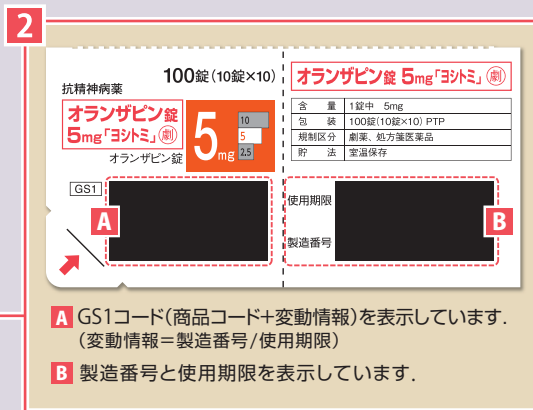 2
100錠(10錠×10)
抗精神病薬
オランザピン錠
5mg「ヨシトミ」劇
オランザピン錠
5mg
10
5
2.5
GS1
A
オランザピン錠 5mg「ヨシトミ」劇
含 量 1錠中 5mg
包 装 100錠(10錠×10) PTP
規制区分 劇薬、処方箋医薬品
貯 法 室温保存
使用期限
製造番号
B
A GS1コード(商品コード+変動情報)を表示しています.
(変動情報=製造番号/使用期限)
B 製造番号と使用期限を表示しています.